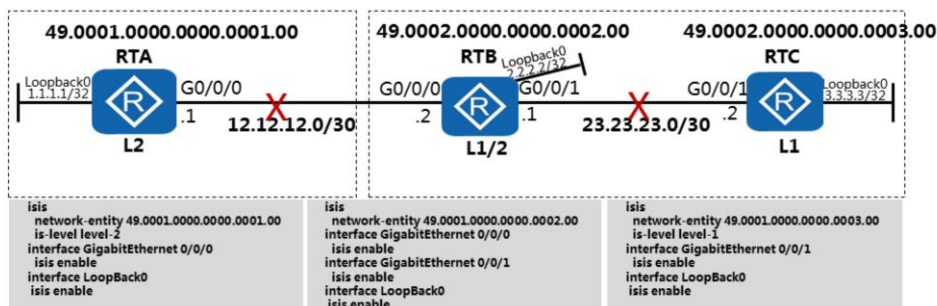 49.0001.0000.0000.0001.00
49.0002.0000.0000.0002.00
49.0002.0000.0000.0003.00
RTA
RTB
RTC
Loopback0
1.1.1.1/32
G0/0/0
.1
L2
12.12.12.0/30
G0/0/0
.2
Loopback0
2.2.2.2/32
G0/0/1
.1
L1/2
23.23.23.0/30
G0/0/1
.2
L1
Loopback0
3.3.3.3/32
R
R
R
isis
network-entity 49.0001.0000.0000.0001.00
is-level level-2
interface GigabitEthernet 0/0/0
isis enable
interface LoopBack0
isis enable
isis
network-entity 49.0001.0000.0000.0002.00
interface GigabitEthernet 0/0/0
isis enable
interface GigabitEthernet 0/0/1
isis enable
interface LoopBack0
isis enable
isis
network-entity 49.0001.0000.0000.0003.00
is-level level-1
interface GigabitEthernet 0/0/1
isis enable
interface LoopBack0
isis enable